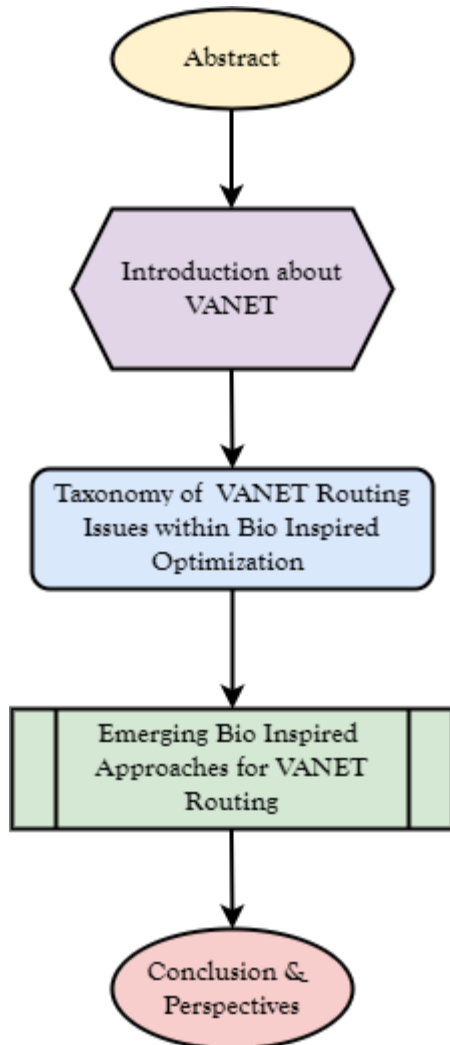 Abstract
Introduction about
VANET
Taxonomy of VANET Routing
Issues within Bio Inspired
Optimization
Emerging Bio Inspired
Approaches for VANET
Routing
Conclusion &
Perspectives